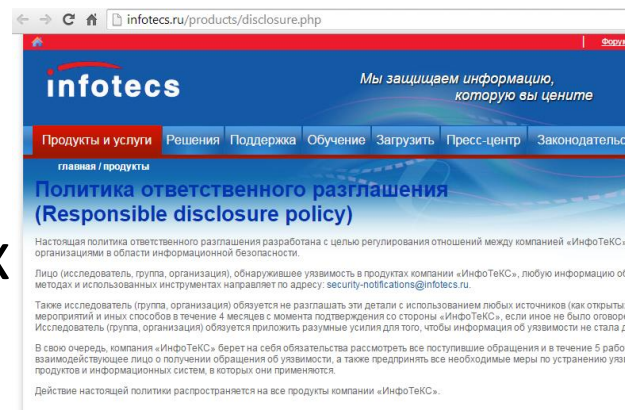 infotecs.ru/products/disclosure.php
infotecs
Мы защищаем информацию,
которую вы цените
Продукты и услуги Решения Поддержка Обучение Загрузить Пресс-центр
главная / продукты
Политика ответственного разглашения
(Responsible disclosure policy)
Настоящая политика ответственного разглашения разработана с целью регулирования отношений между компанией «ИнфоТеКС»
организациями в области информационной безопасности.
Лицо (исследователь, группа, организация), обнаружившее уязвимость в продуктах компании «ИнфоТеКС», любую информацию
методах и использованных инструментах направляет по адресу: security-notifications@infotecs.ru.
Также исследователь (группа, организация) обязуется не разглашать эти детали с использованием любых источников (как
мероприятий и иных способов в течение 4 месяцев с момента подтверждения со стороны «ИнфоТеКС», если иное не было
Исследователь (группа, организация) обязуется приложить разумные усилия для того, чтобы информация об уязвимости не стала
В свою очередь, компания «ИнфоТеКС» берет на себя обязательства рассмотреть все поступившие обращения и в течение 5
взаимодействующее лицо о получении обращения об уязвимости, а также предпринять все необходимые меры по устранению
продуктов и информационных систем, в которых они применяются.
Действие настоящей политики распространяется на все продукты компании «ИнфоТеКС».